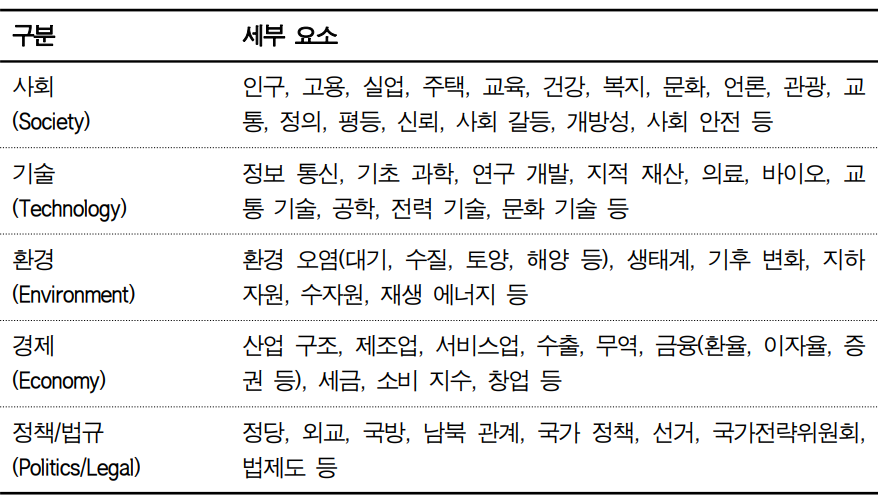 구분 세부 요소
사회 인구, 고용, 실업, 주택, 교육, 건강, 복지, 문화, 언론, 관광, 교
(Society) 통, 정의, 평등, 신뢰, 사회 갈등, 개방성, 사회 안전 등
기술 정보 통신, 기초 과학, 연구 개발, 지적 재산, 의료, 바이오, 교
(Technology) 통 기술, 공학, 전력 기술, 문화 기술 등
환경 환경 오염(대기, 수질, 토양, 해양 등), 생태계, 기후 변화, 지하
(Environment) 자원, 수자원, 재생 에너지 등
경제 산업 구조, 제조업, 서비스업, 수출, 무역, 금융(환율, 이자율, 증
(Economy) 권 등), 세금, 소비 지수, 창업 등
정책/법규 정당, 외교, 국방, 남북 관계, 국가 정책, 선거, 국가전략위원회,
(Politics/Legal) 법제도 등